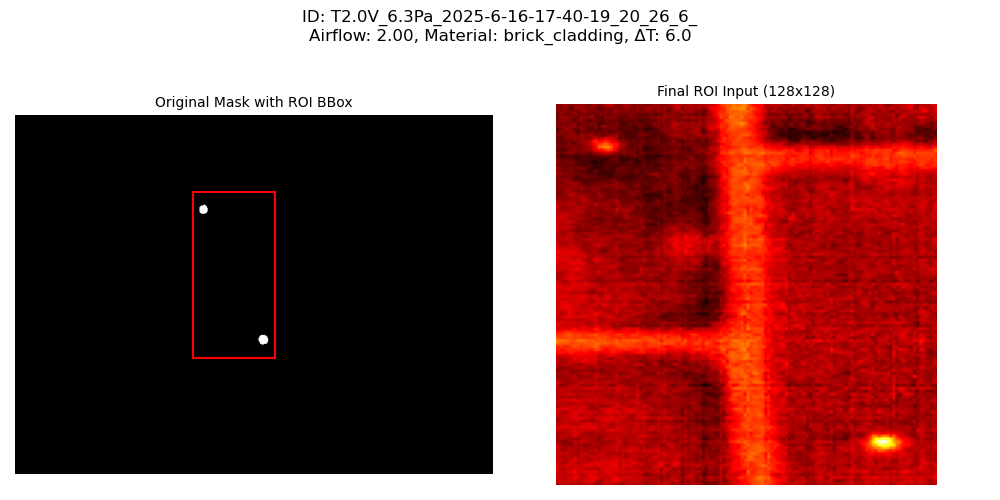 ID: T2.0V_6.3Pa_2025-6-16-17-40-19_20_26_6_
Airflow: 2.00, Material: brick_cladding, ΔT: 6.0
Original Mask with ROI BBox
Final ROI Input (128x128)